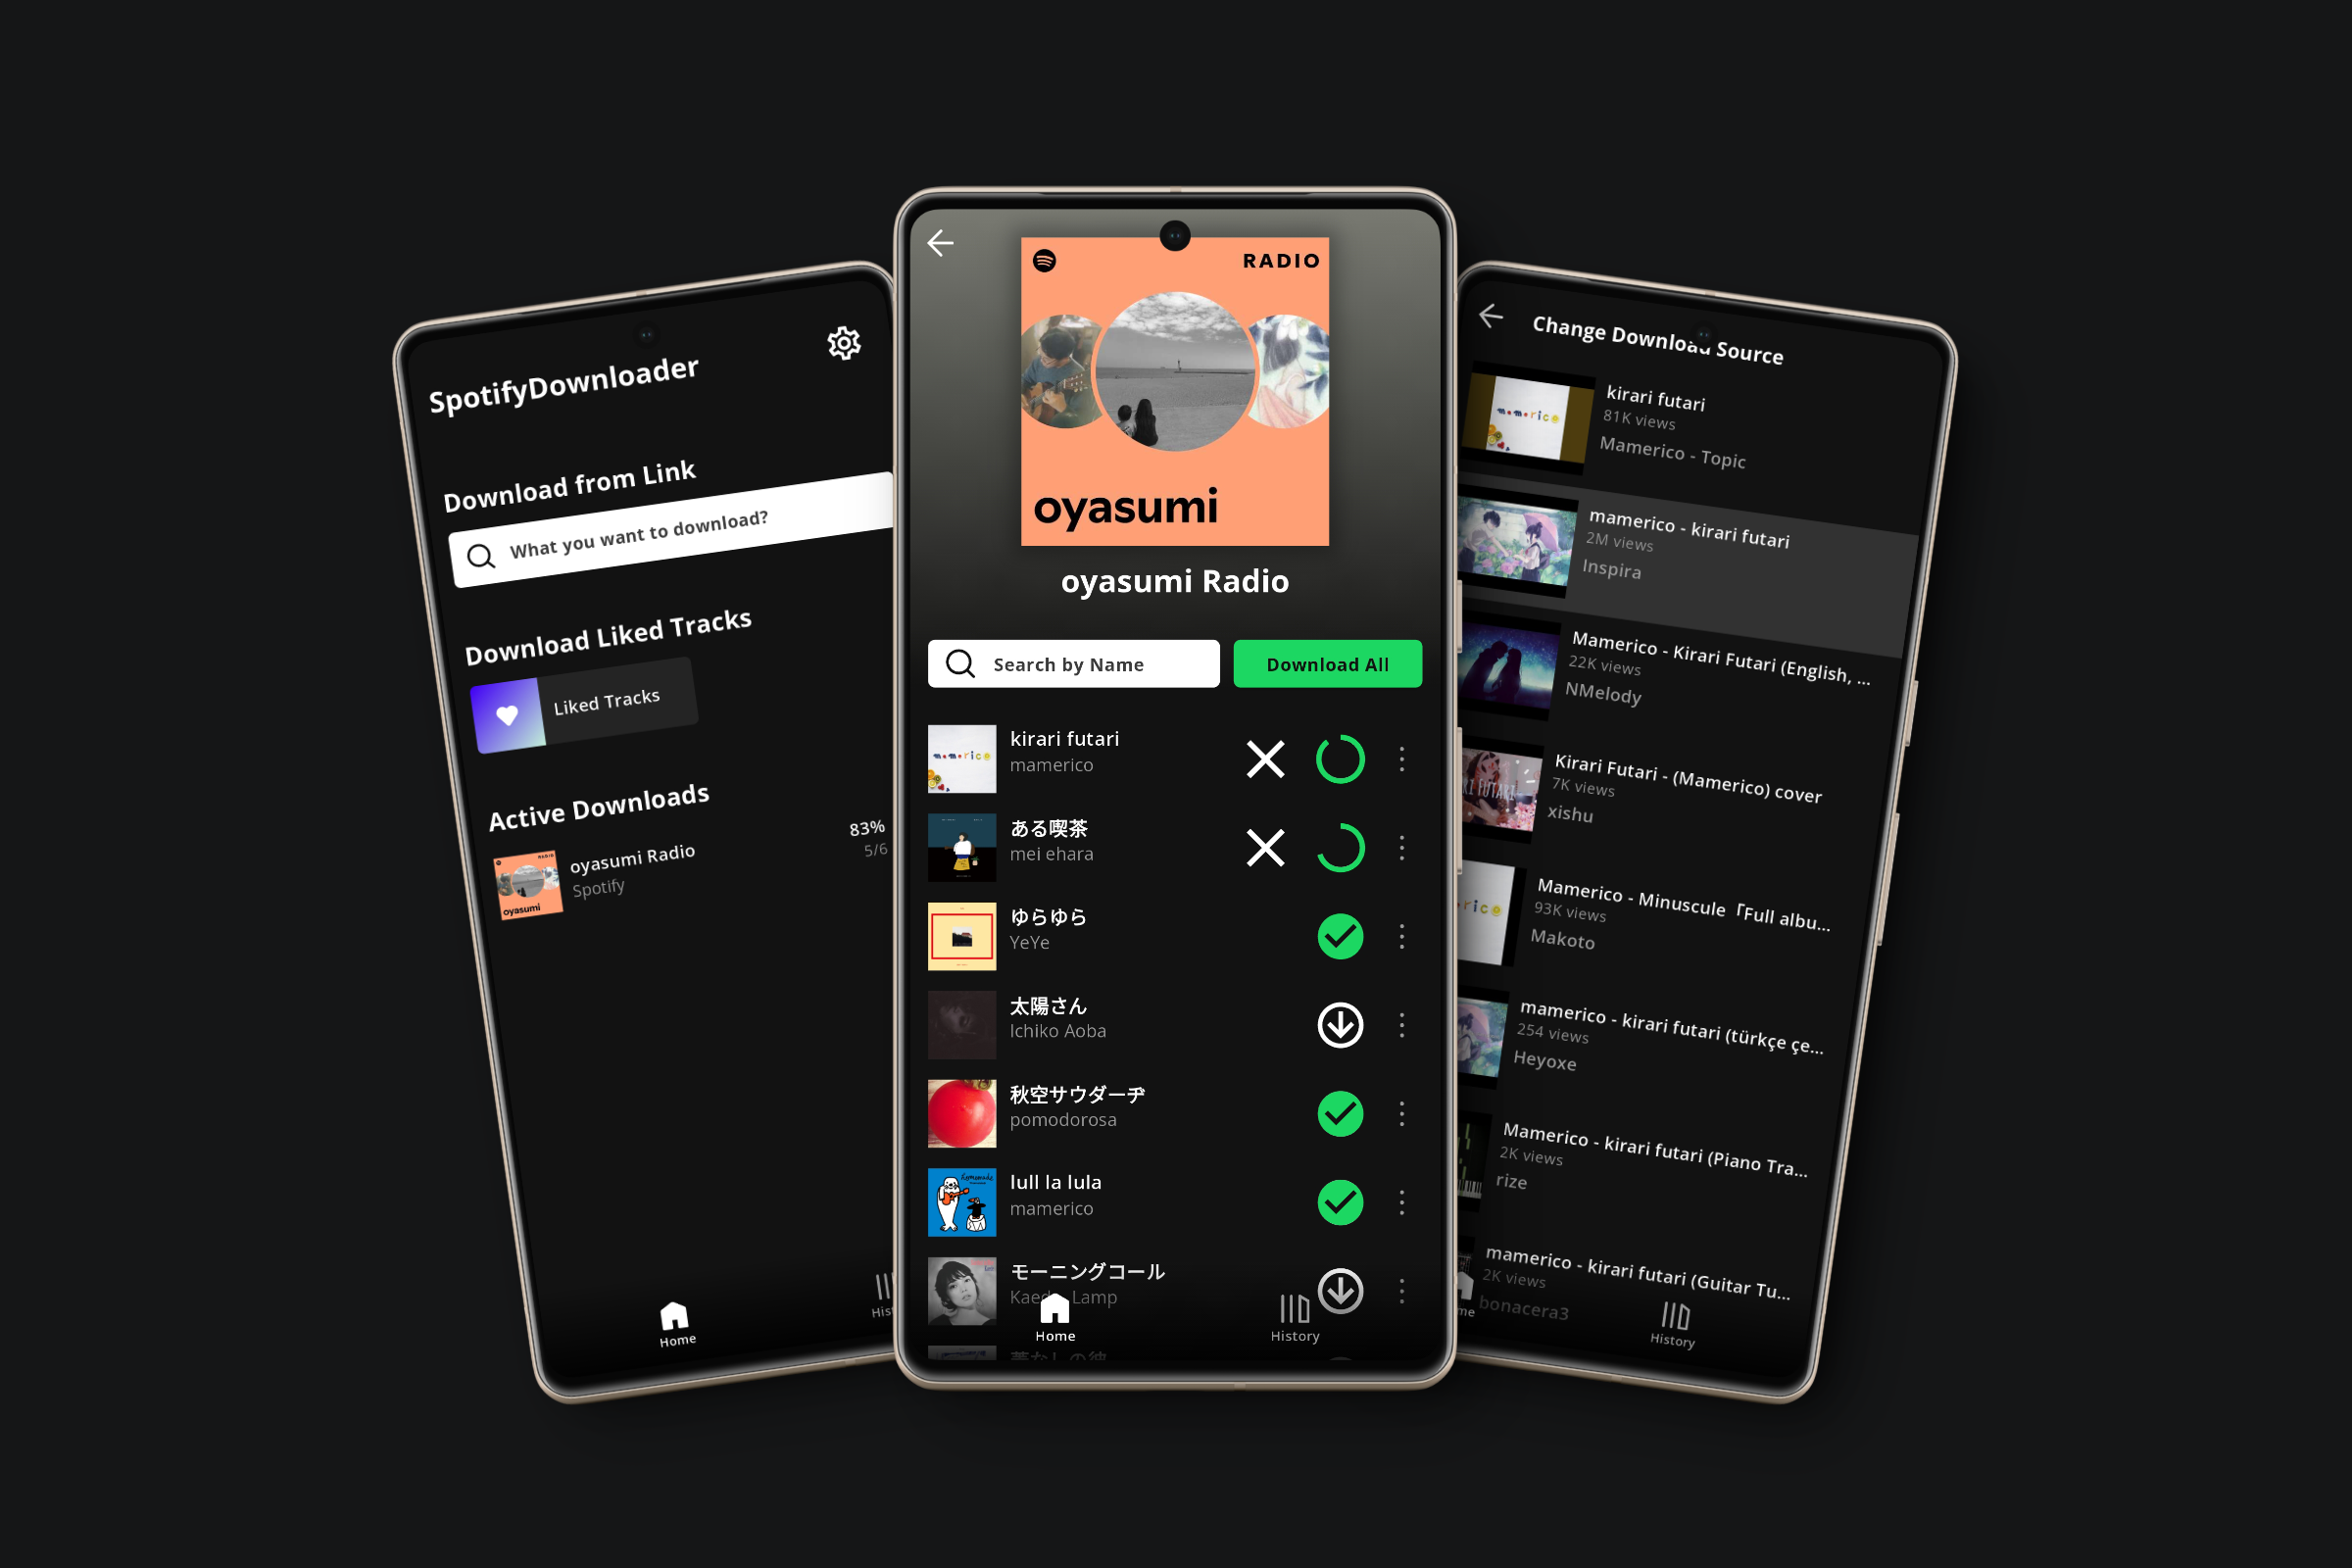 SpotifyDownloader
Download from Link
What you want to download?
Download Liked Tracks
Liked Tracks
Active Downloads
oyasumi Radio
Spotify
83%
5/6
oyasumi
Home
RADIO
oyasumi
oyasumi Radio
Search by Name
Download All
kirari futari
mamerico
mamerico
ある喫茶
mei ehara
ゆらゆら
YeYe
太陽さん
Ichiko Aoba
秋空サウダーヂ
pomodorosa
lull la lula
mamerico
モーニングコール
Lamp
Home
History
Change Download Source
kirari futari
81K views
Mamerico - Topic
mamerico
mamerico - kirari futari
2M views
Inspira
Mamerico - Kirari Futari (English, ...
22K views
NMelody
Kirari Futari - (Mamerico) cover
7K views
xishu
Mamerico - Minuscule「Full albu...
93K views
Makoto
mamerico - kirari futari (türkçe çe...
254 views
Heyoxe
Mamerico - kirari futari (Piano Tra...
2K views
rize
mamerico - kirari futari (Guitar Tu...
2K views
bonacera3
History